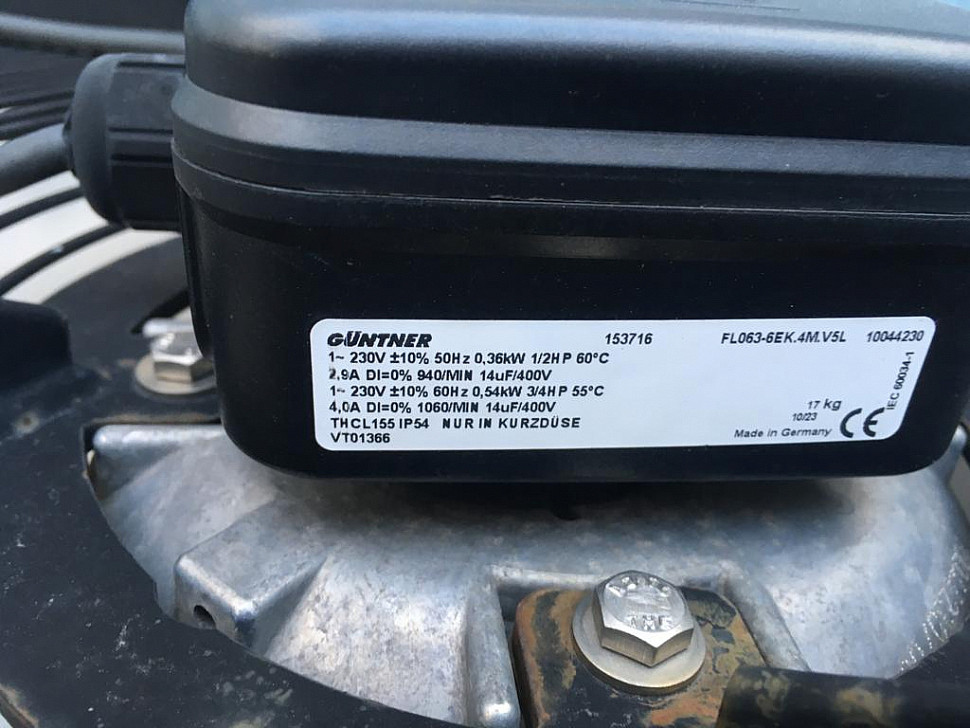 GÜNTNER 153716 FL063-6EK.4M.V5L 10044230
1~ 230V ±10% 50Hz 0,36kW 1/2HP 60°C
2,9A DI=0% 940/MIN 14uF/400V
1~ 230V ±10% 60Hz 0,54kW 3/4HP 55°C
4,0A DI=0% 1060/MIN 14uF/400V
THCL155 IP54 NUR IN KURZDÜSE
VT01366
17 kg
10/23
Made in Germany
CE
IEC 60034-1